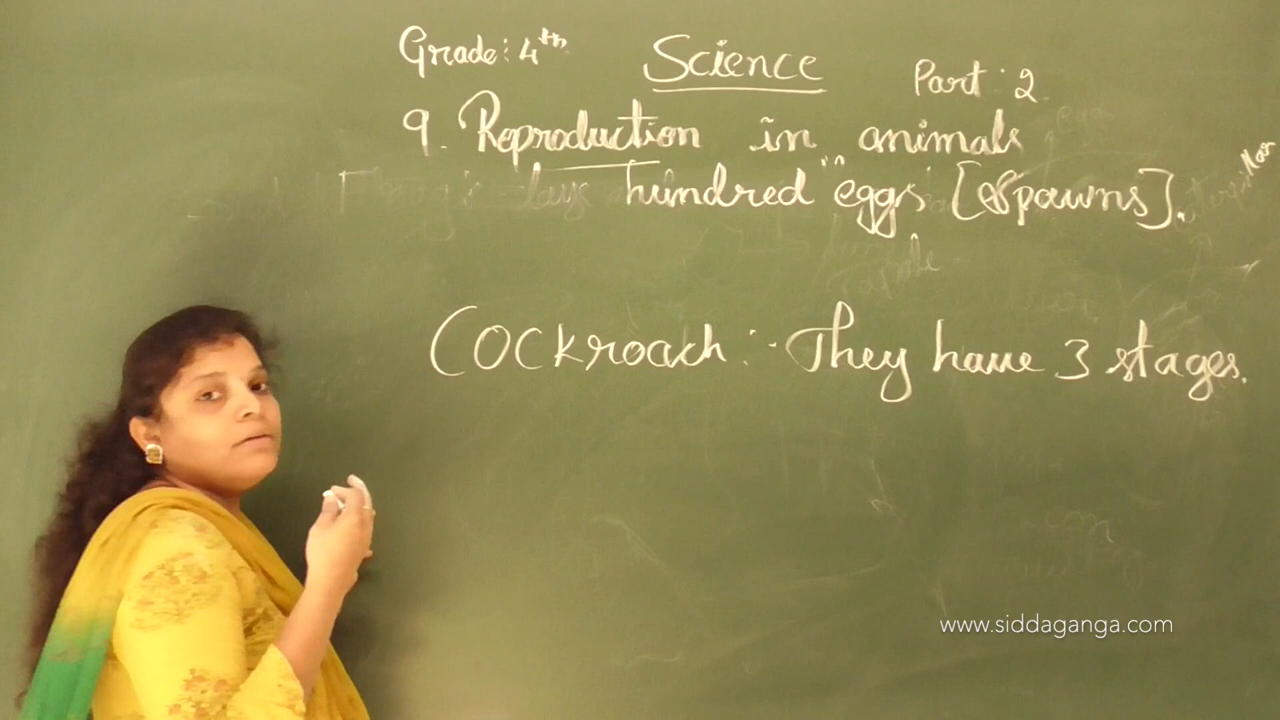 Grade: 4th Science Part: 2
9. Reproduction in animals
lays hundred "eggs [Spawns].
Cockroach :- They have 3 stages.
www.siddaganga.com